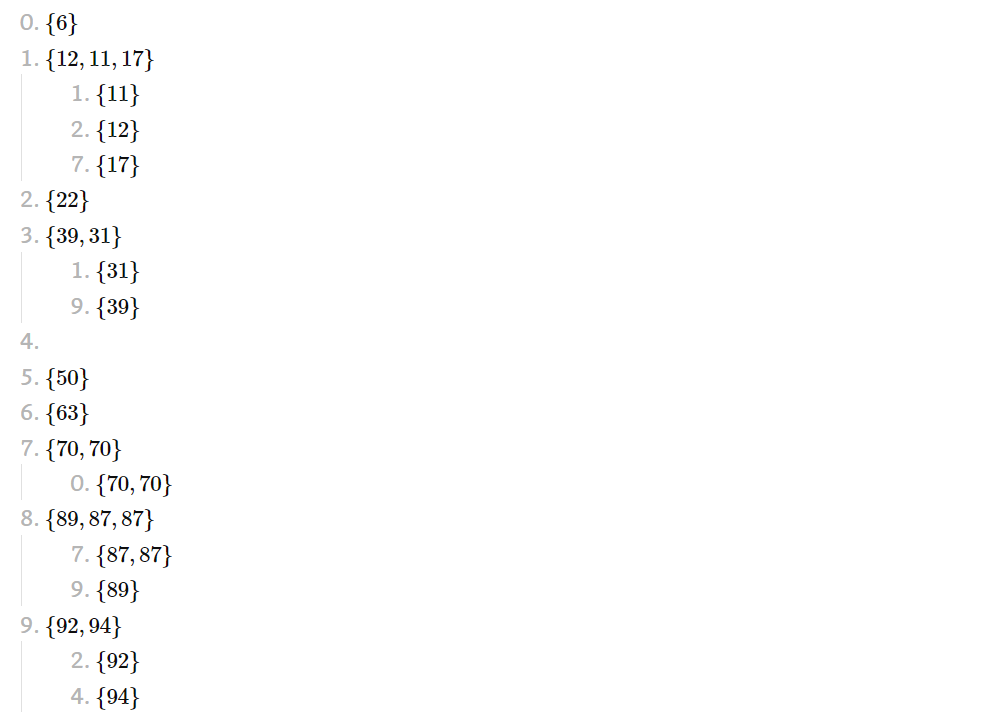 0. {6}
1. {12, 11, 17}
1. {11}
2. {12}
7. {17}
2. {22}
3. {39, 31}
1. {31}
9. {39}
4.
5. {50}
6. {63}
7. {70, 70}
0. {70, 70}
8. {89, 87, 87}
7. {87, 87}
9. {89}
9. {92, 94}
2. {92}
4. {94}